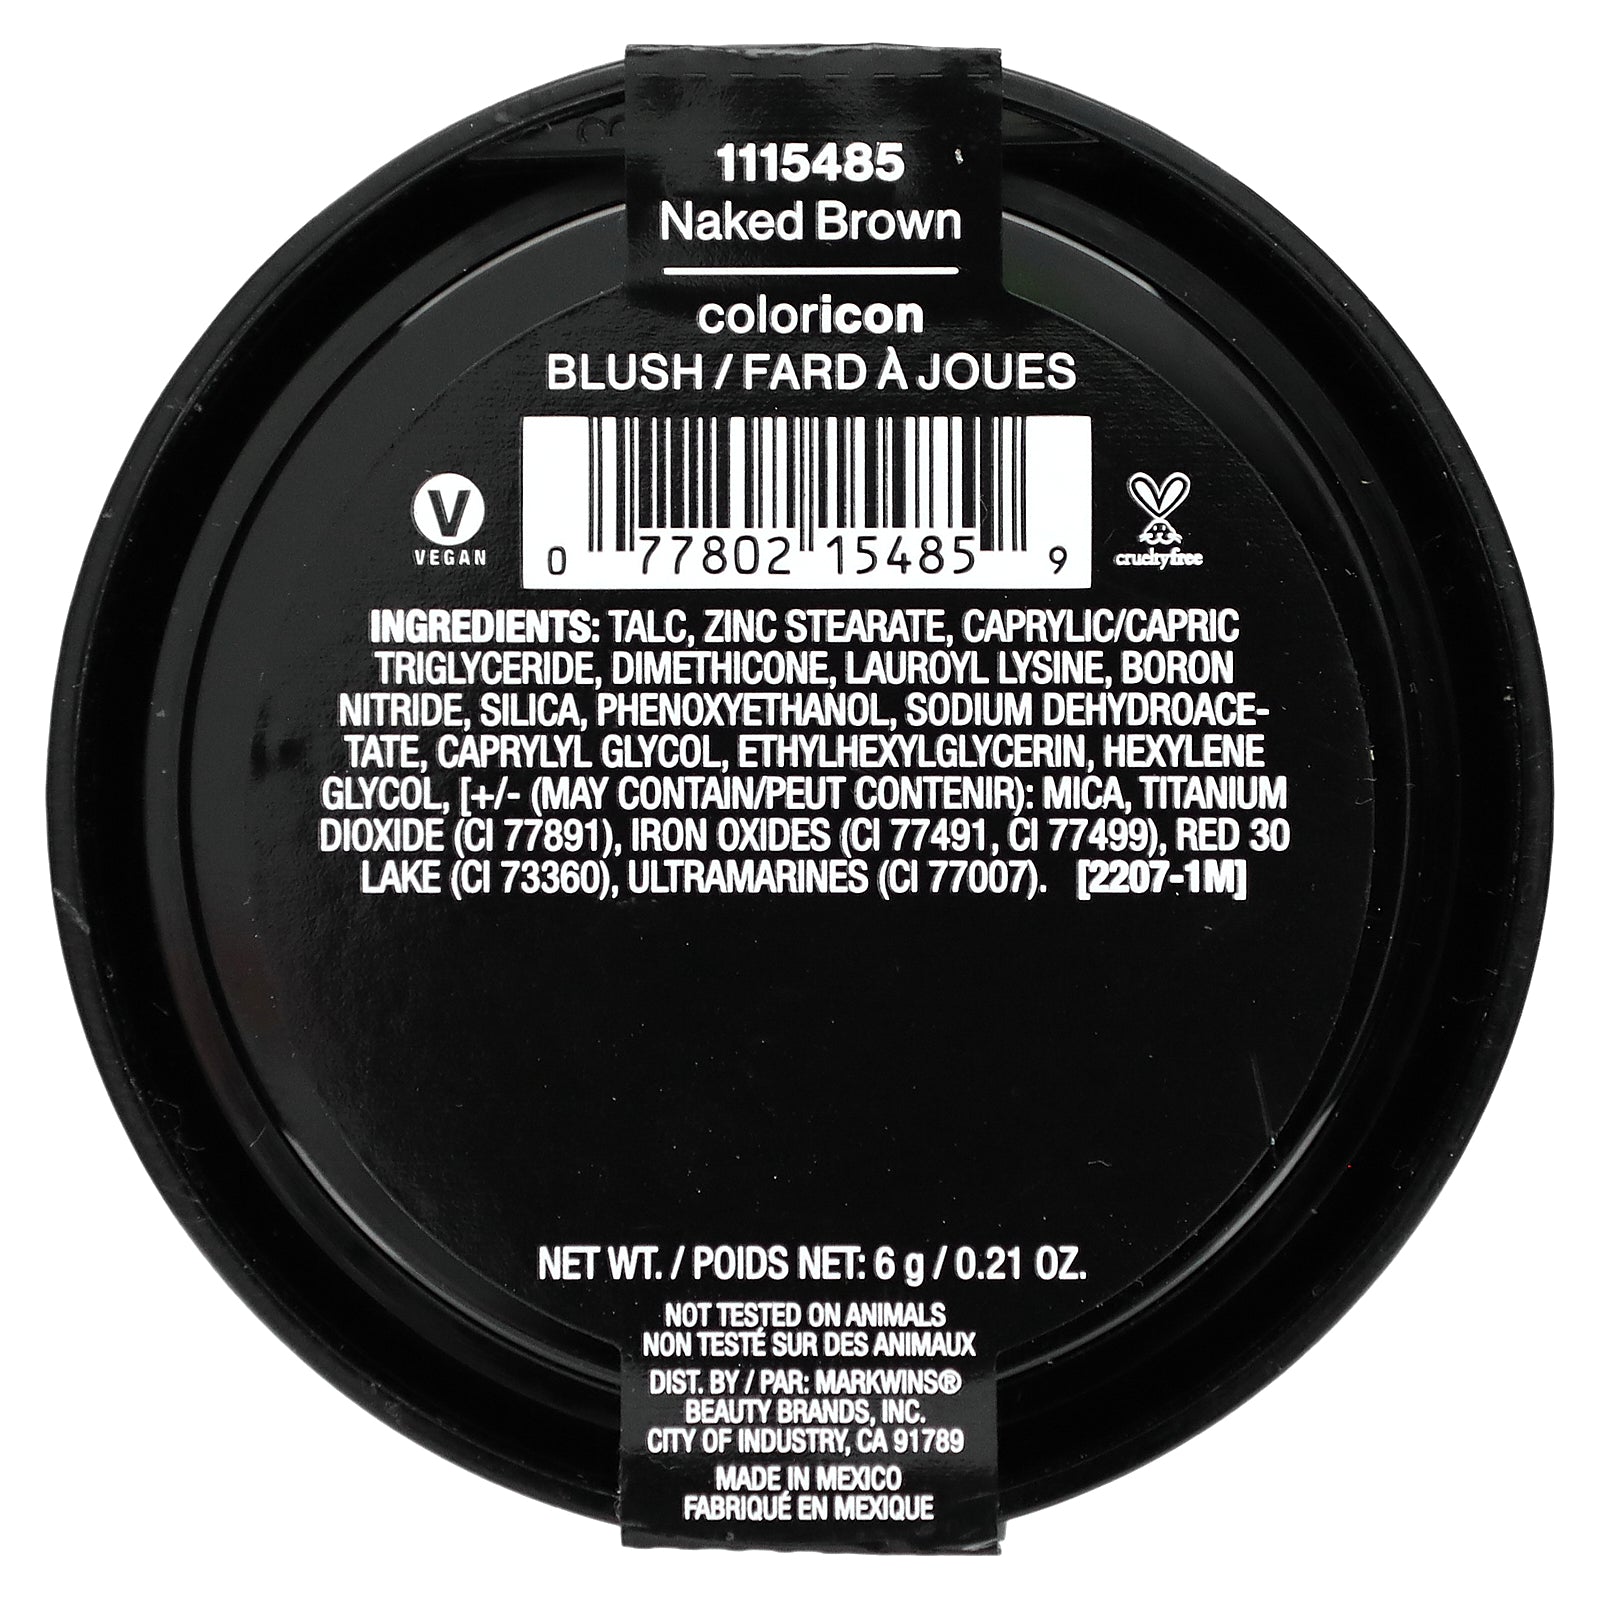 1115485
Naked Brown
coloricon
BLUSH / FARD À JOUES
V
VEGAN
0 77802 15485 9
crueltyfree
INGREDIENTS: TALC, ZINC STEARATE, CAPRYLIC/CAPRIC
TRIGLYCERIDE, DIMETHICONE, LAUROYL LYSINE, BORON
NITRIDE, SILICA, PHENOXYETHANOL, SODIUM DEHYDROACE-
TATE, CAPRYLYL GLYCOL, ETHYLHEXYLGLYCERIN, HEXYLENE
GLYCOL, [+/- (MAY CONTAIN/PEUT CONTENIR): MICA, TITANIUM
DIOXIDE (CI 77891), IRON OXIDES (CI 77491, CI 77499), RED 30
LAKE (CI 73360), ULTRAMARINES (CI 77007). [2207-1M]
NET WT. / POIDS NET: 6 g / 0.21 OZ.
NOT TESTED ON ANIMALS
NON TESTÉ SUR DES ANIMAUX
DIST. BY / PAR: MARKWINS®
BEAUTY BRANDS, INC.
CITY OF INDUSTRY, CA 91789
MADE IN MEXICO
FABRIQUÉ EN MEXIQUE